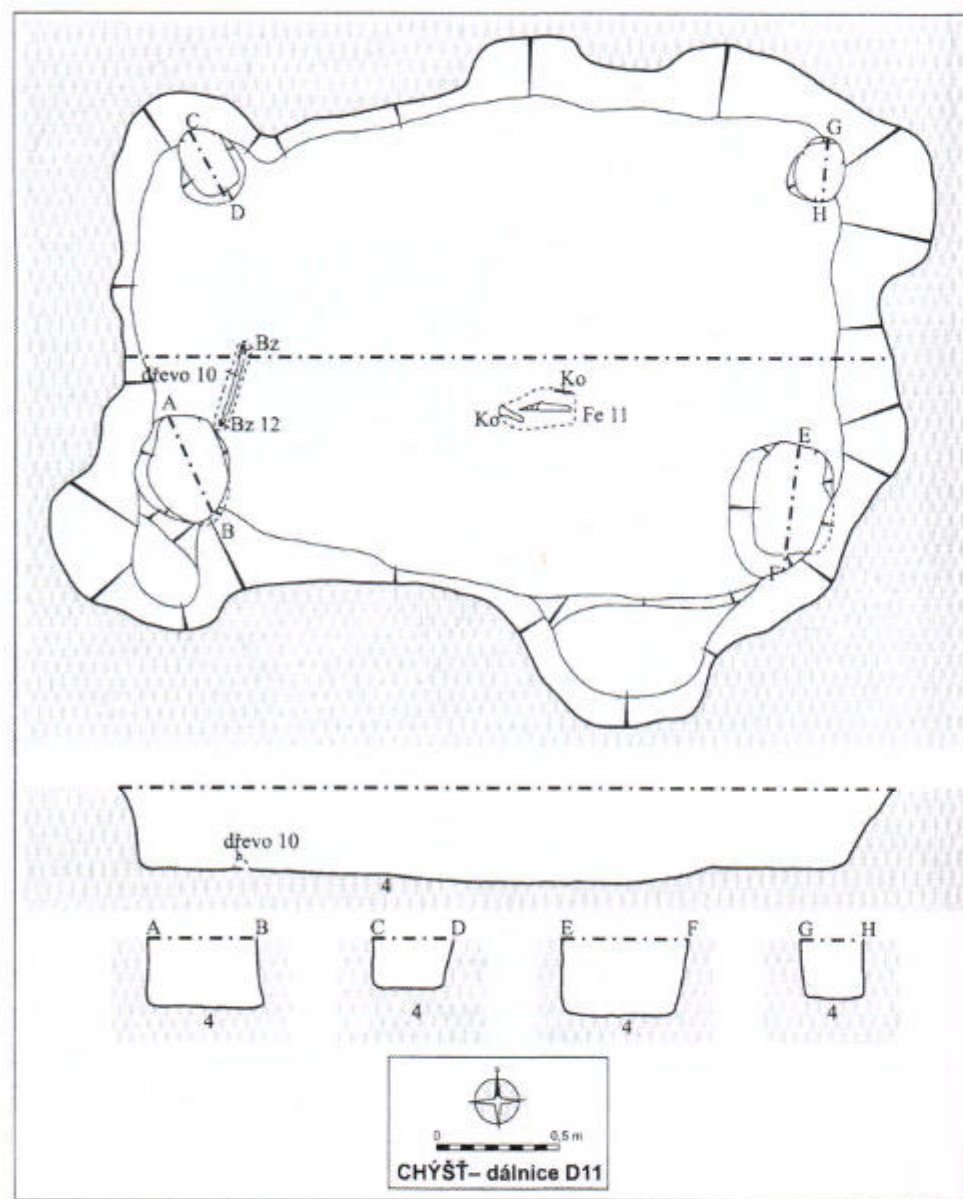 C
G
D
H
Bz
dřevo 10
Ko
A
Bz 12
Ko
Fe 11
E
B
F
dřevo 10
4
A B C D E F G H
4 4 4 4
0 0,5 m
CHÝŠŤ– dálnice D11